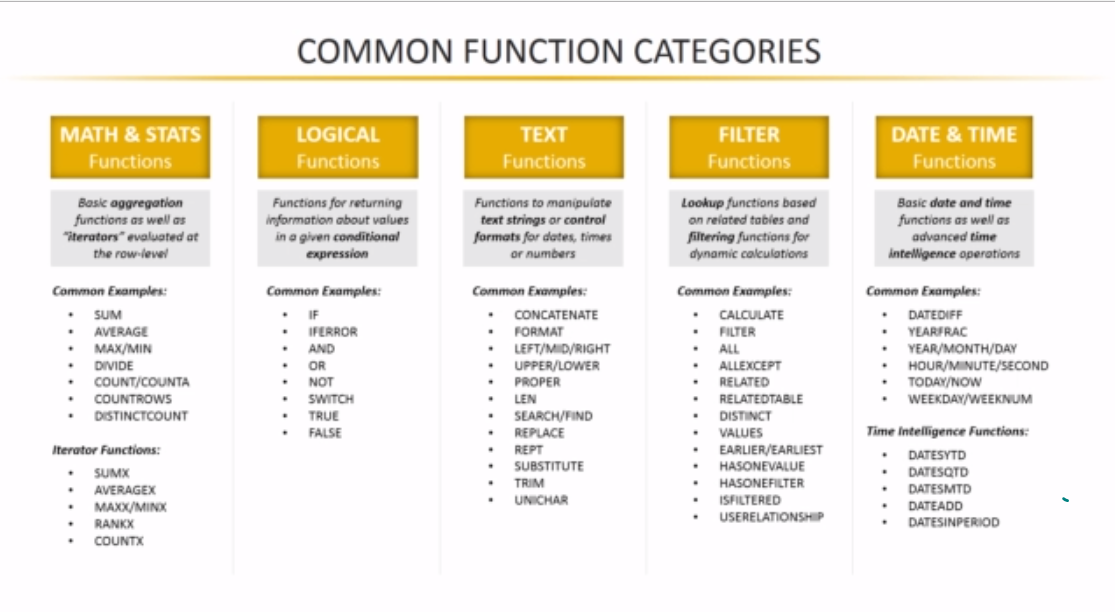 COMMON FUNCTION CATEGORIES
MATH & STATS
Functions
Basic aggregation
functions as well as
"iterators" evaluated at
the row-level
Common Examples:
• SUM
• AVERAGE
• MAX/MIN
• DIVIDE
• COUNT/COUNTA
• COUNTROWS
• DISTINCTCOUNT
Iterator Functions:
• SUMX
• AVERAGEX
• MAXX/MINX
• RANKX
• COUNTX
LOGICAL
Functions
Functions for returning
information about values
in a given conditional
expression
Common Examples:
• IF
• IFERROR
• AND
• OR
• NOT
• SWITCH
• TRUE
• FALSE
TEXT
Functions
Functions to manipulate
text strings or control
formats for dates, times
or numbers
Common Examples:
• CONCATENATE
• FORMAT
• LEFT/MID/RIGHT
• UPPER/LOWER
• PROPER
• LEN
• SEARCH/FIND
• REPLACE
• REPT
• SUBSTITUTE
• TRIM
• UNICHAR
FILTER
Functions
Lookup functions based
on related tables and
filtering functions for
dynamic calculations
Common Examples:
• CALCULATE
• FILTER
• ALL
• ALLEXCEPT
• RELATED
• RELATEDTABLE
• DISTINCT
• VALUES
• EARLIER/EARLIEST
• HASONEVALUE
• HASONEFILTER
• ISFILTERED
• USERELATIONSHIP
DATE & TIME
Functions
Basic date and time
functions as well as
advanced time
intelligence operations
Common Examples:
• DATEDIFF
• YEARFRAC
• YEAR/MONTH/DAY
• HOUR/MINUTE/SECOND
• TODAY/NOW
• WEEKDAY/WEEKNUM
Time Intelligence Functions:
• DATESYTD
• DATESQTD
• DATESMTD
• DATEADD
• DATESINPERIOD